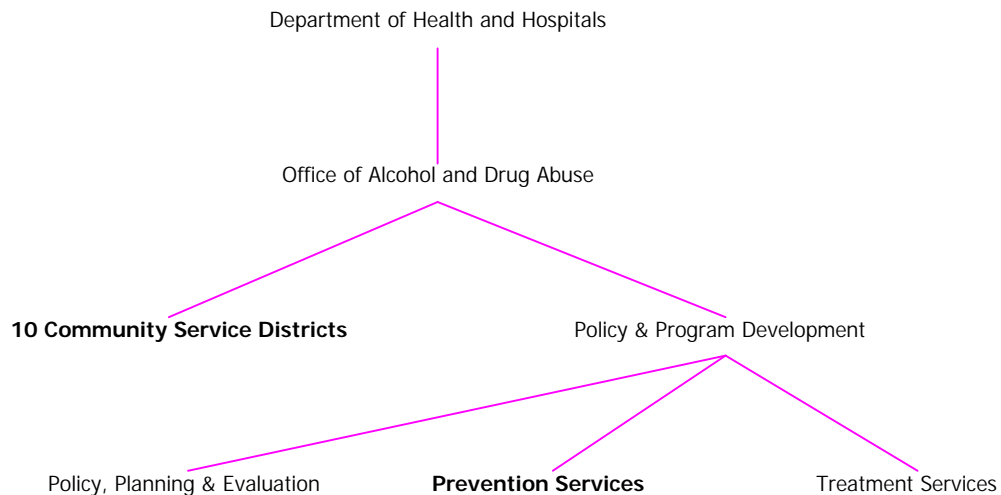 Department of Health and Hospitals
Office of Alcohol and Drug Abuse
10 Community Service Districts
Policy & Program Development
Policy, Planning & Evaluation
Prevention Services
Treatment Services